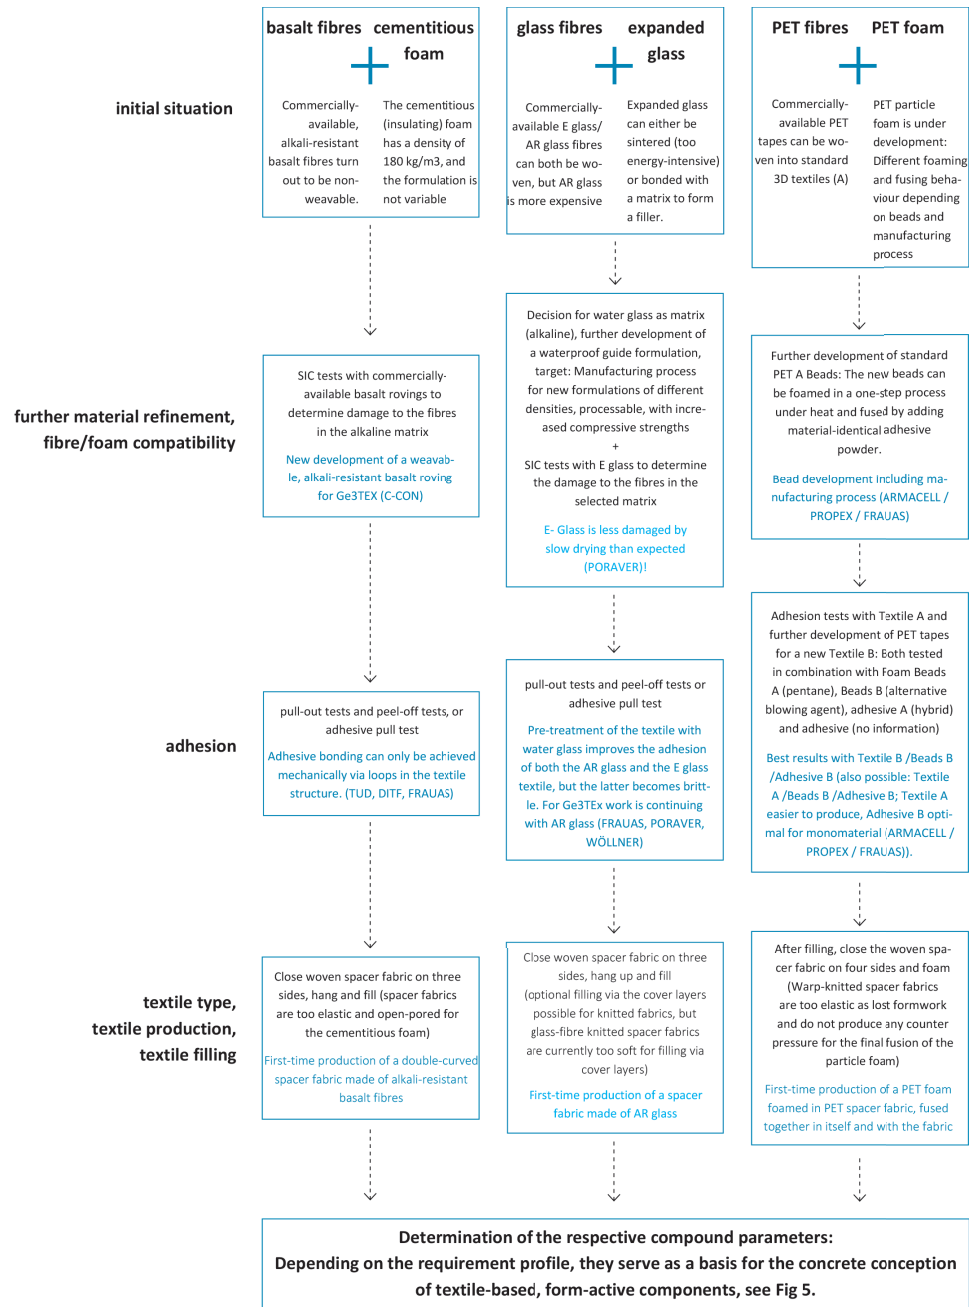 basalt fibres
cementitious
foam
glass fibres
expanded
glass
PET fibres
PET foam
initial situation
Commercially-
available,
alkali-resistant
basalt fibres turn
out to be non-
weavable.
The cementitious
(insulating) foam
has a density of
180 kg/m3, and
the formulation is
not variable
Commercially-
available E glass/
AR glass fibres
can both be wo-
ven, but AR glass
is more expensive
Expanded glass
can either be
sintered (too
energy-intensive)
or bonded with
a matrix to form
a filler.
Commercially-
available PET
tapes can be wo-
ven into standard
3D textiles (A)
PET particle
foam is under
development:
Different foaming
and fusing beha-
viour depending
on beads and
manufacturing
process
further material refinement,
fibre/foam compatibility
SIC tests with commercially-
available basalt rovings to
determine damage to the fibres
in the alkaline matrix
New development of a weavab-
le, alkali-resistant basalt roving
for Ge3TEX (C-CON)
Decision for water glass as matrix
(alkaline), further development of
a waterproof guide formulation,
target: Manufacturing process
for new formulations of different
densities, processable, with incre-
ased compressive strengths
+
SIC tests with E glass to determine
the damage to the fibres in the
selected matrix
E- Glass is less damaged by
slow drying than expected
(PORAVER)!
Further development of standard
PET A Beads: The new beads can
be foamed in a one-step process
under heat and fused by adding
material-identical adhesive
powder.
Bead development including ma-
nufacturing process (ARMACELL /
PROPEX / FRAUAS)
adhesion
pull-out tests and peel-off tests, or
adhesive pull test
Adhesive bonding can only be achieved
mechanically via loops in the textile
structure. (TUD, DITF, FRAUAS)
pull-out tests and peel-off tests or
adhesive pull test
Pre-treatment of the textile with
water glass improves the adhesion
of both the AR glass and the E glass
textile, but the latter becomes britt-
le. For Ge3TEx work is continuing
with AR glass (FRAUAS, PORAVER,
WÖLLNER)
Adhesion tests with Textile A and
further development of PET tapes
for a new Textile B: Both tested
in combination with Foam Beads
A (pentane), Beads B (alternative
blowing agent), adhesive A (hybrid)
and adhesive (no information)
Best results with Textile B /Beads B
/Adhesive B (also possible: Textile
A /Beads B /Adhesive B; Textile A
easier to produce, Adhesive B opti-
mal for monomaterial (ARMACELL /
PROPEX / FRAUAS)).
textile type,
textile production,
textile filling
Close woven spacer fabric on three
sides, hang and fill (spacer fabrics
are too elastic and open-pored for
the cementitious foam)
First-time production of a double-curved
spacer fabric made of alkali-resistant
basalt fibres
Close woven spacer fabric on three
sides, hang up and fill
(optional filling via the cover layers
possible for knitted fabrics, but
glass-fibre knitted spacer fabrics
are currently too soft for filling via
cover layers)
First-time production of a spacer
fabric made of AR glass
After filling, close the woven spa-
cer fabric on four sides and foam
(Warp-knitted spacer fabrics
are too elastic as lost formwork
and do not produce any counter
pressure for the final fusion of the
particle foam)
First-time production of a PET foam
foamed in PET spacer fabric, fused
together in itself and with the fabric
Determination of the respective compound parameters:
Depending on the requirement profile, they serve as a basis for the concrete conception
of textile-based, form-active components, see Fig 5.